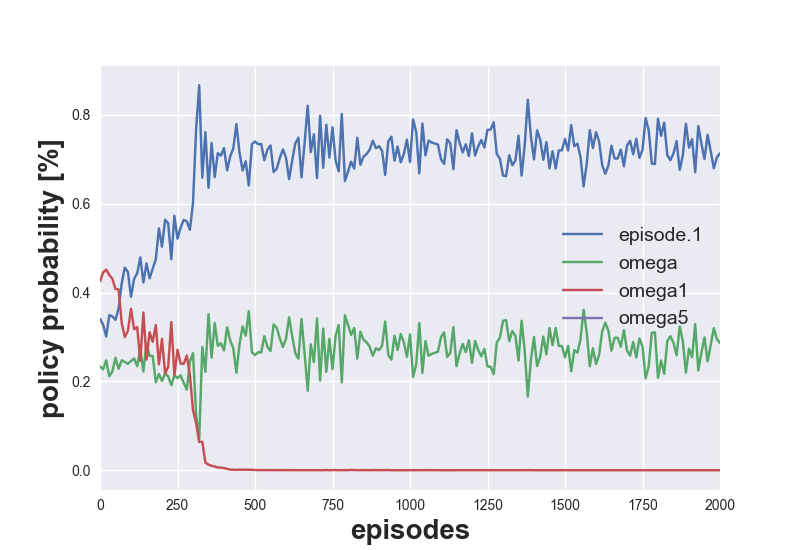 policy probability [%]
0.8
0.6
0.4
0.2
0.0
episode.1
omega
omega1
omega5
0 250 500 750 1000 1250 1500 1750 2000
episodes